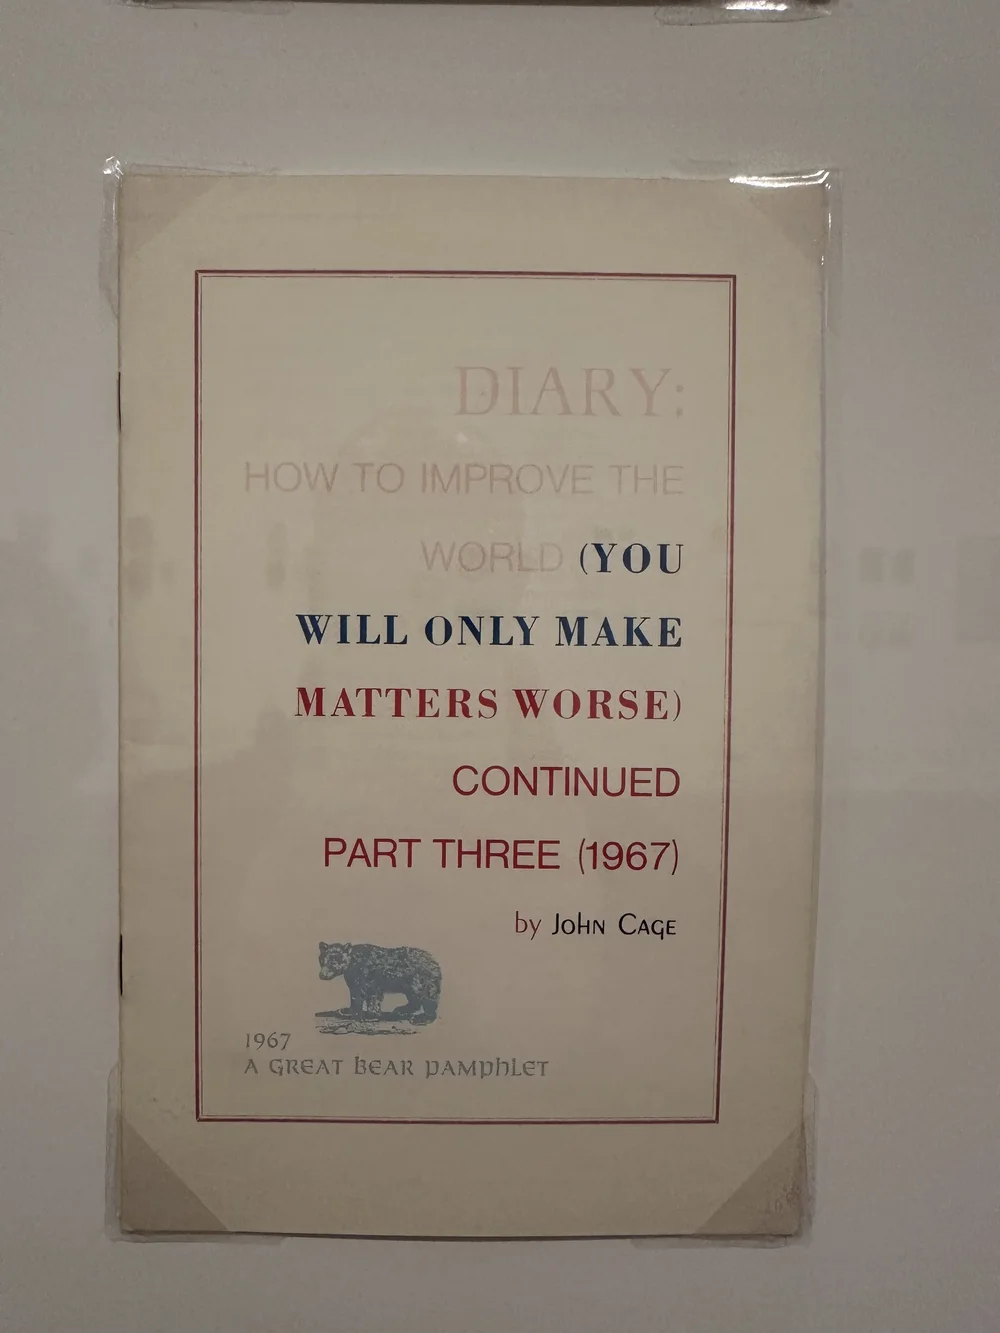 DIARY:
HOW TO IMPROVE THE
WORLD (YOU
WILL ONLY MAKE
MATTERS WORSE)
CONTINUED
PART THREE (1967)
by John Cage
1967
A GREAT BEAR PAMPHLET